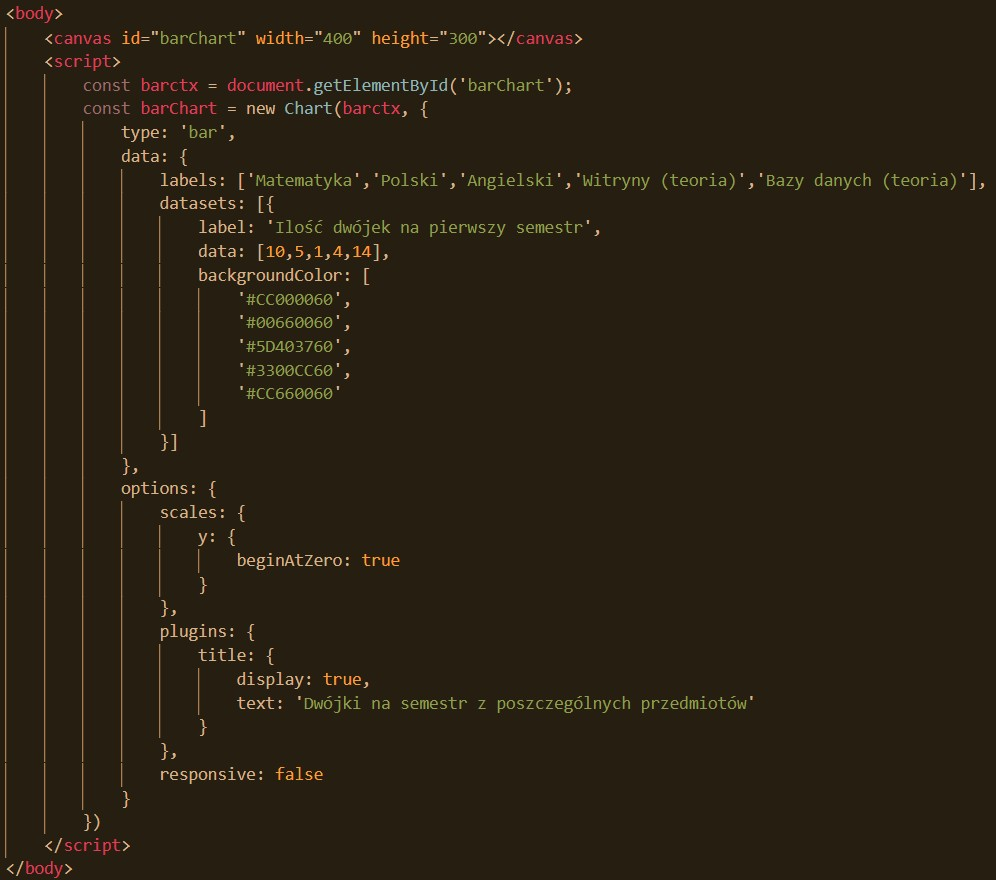 <body>
<canvas id="barChart" width="400" height="300"></canvas>
<script>
const barctx = document.getElementById('barChart');
const barChart = new Chart(barctx, {
type: 'bar',
data: {
labels: ['Matematyka','Polski','Angielski','Witryny (teoria)','Bazy danych (teoria)'],
datasets: [{
label: 'Ilość dwójek na pierwszy semestr',
data: [10,5,1,4,14],
backgroundColor: [
'#CC000060',
'#00660060',
'#5D403760',
'#3300CC60',
'#CC660060'
]
}]
},
options: {
scales: {
y: {
beginAtZero: true
}
},
plugins: {
title: {
display: true,
text: 'Dwójki na semestr z poszczególnych przedmiotów'
}
},
responsive: false
}
})
</script>
</body>